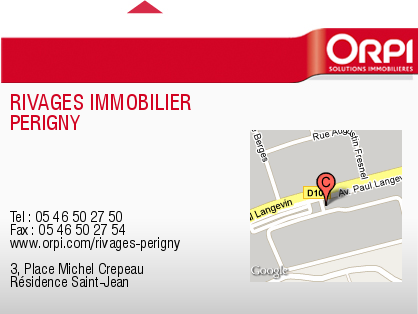 ORPI
SOLUTIONS IMMOBILIÈRES
RIVAGES IMMOBILIER
PERIGNY
Tel : 05 46 50 27 50
Fax : 05 46 50 27 54
www.orpi.com/rivages-perigny
3, Place Michel Crepeau
Résidence Saint-Jean
Rue Augustin Fresnel
e Berges
D10
C
Av. Paul Langev
l Langevin
Google